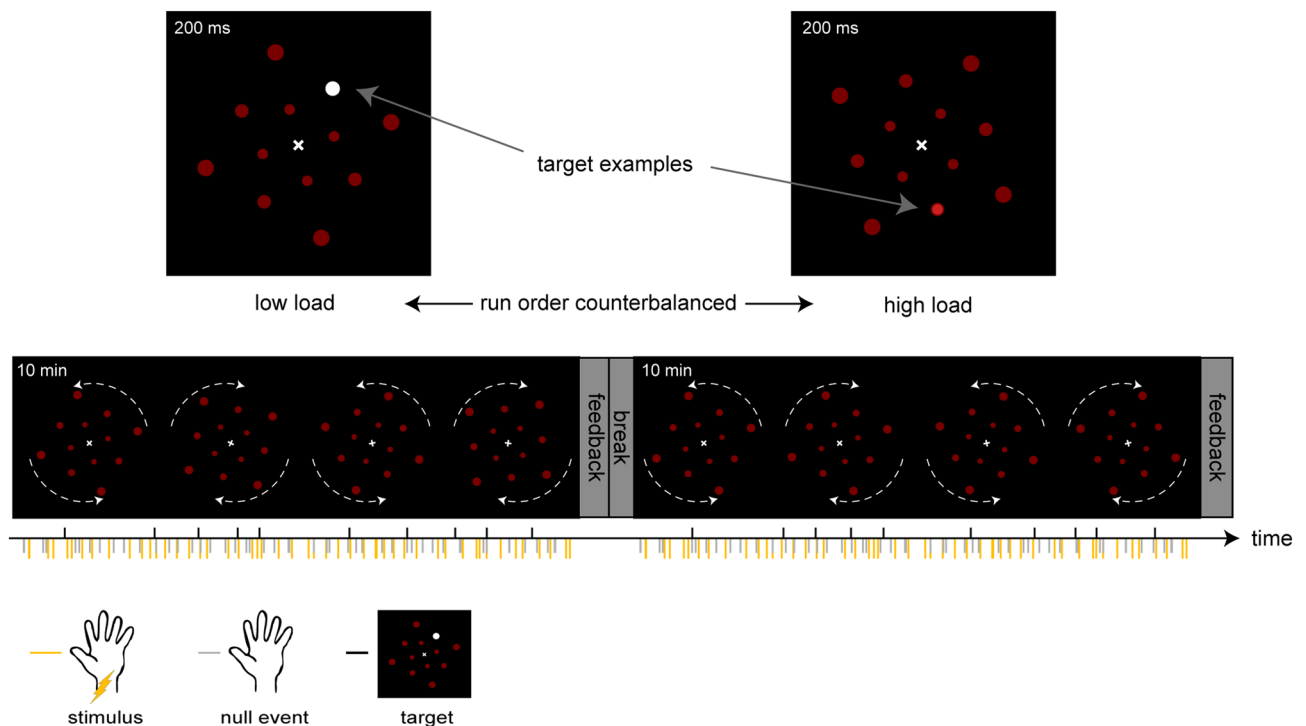 200 ms
200 ms
target examples
low load
run order counterbalanced
high load
10 min
feedback
break
10 min
feedback
time
stimulus
null event
target